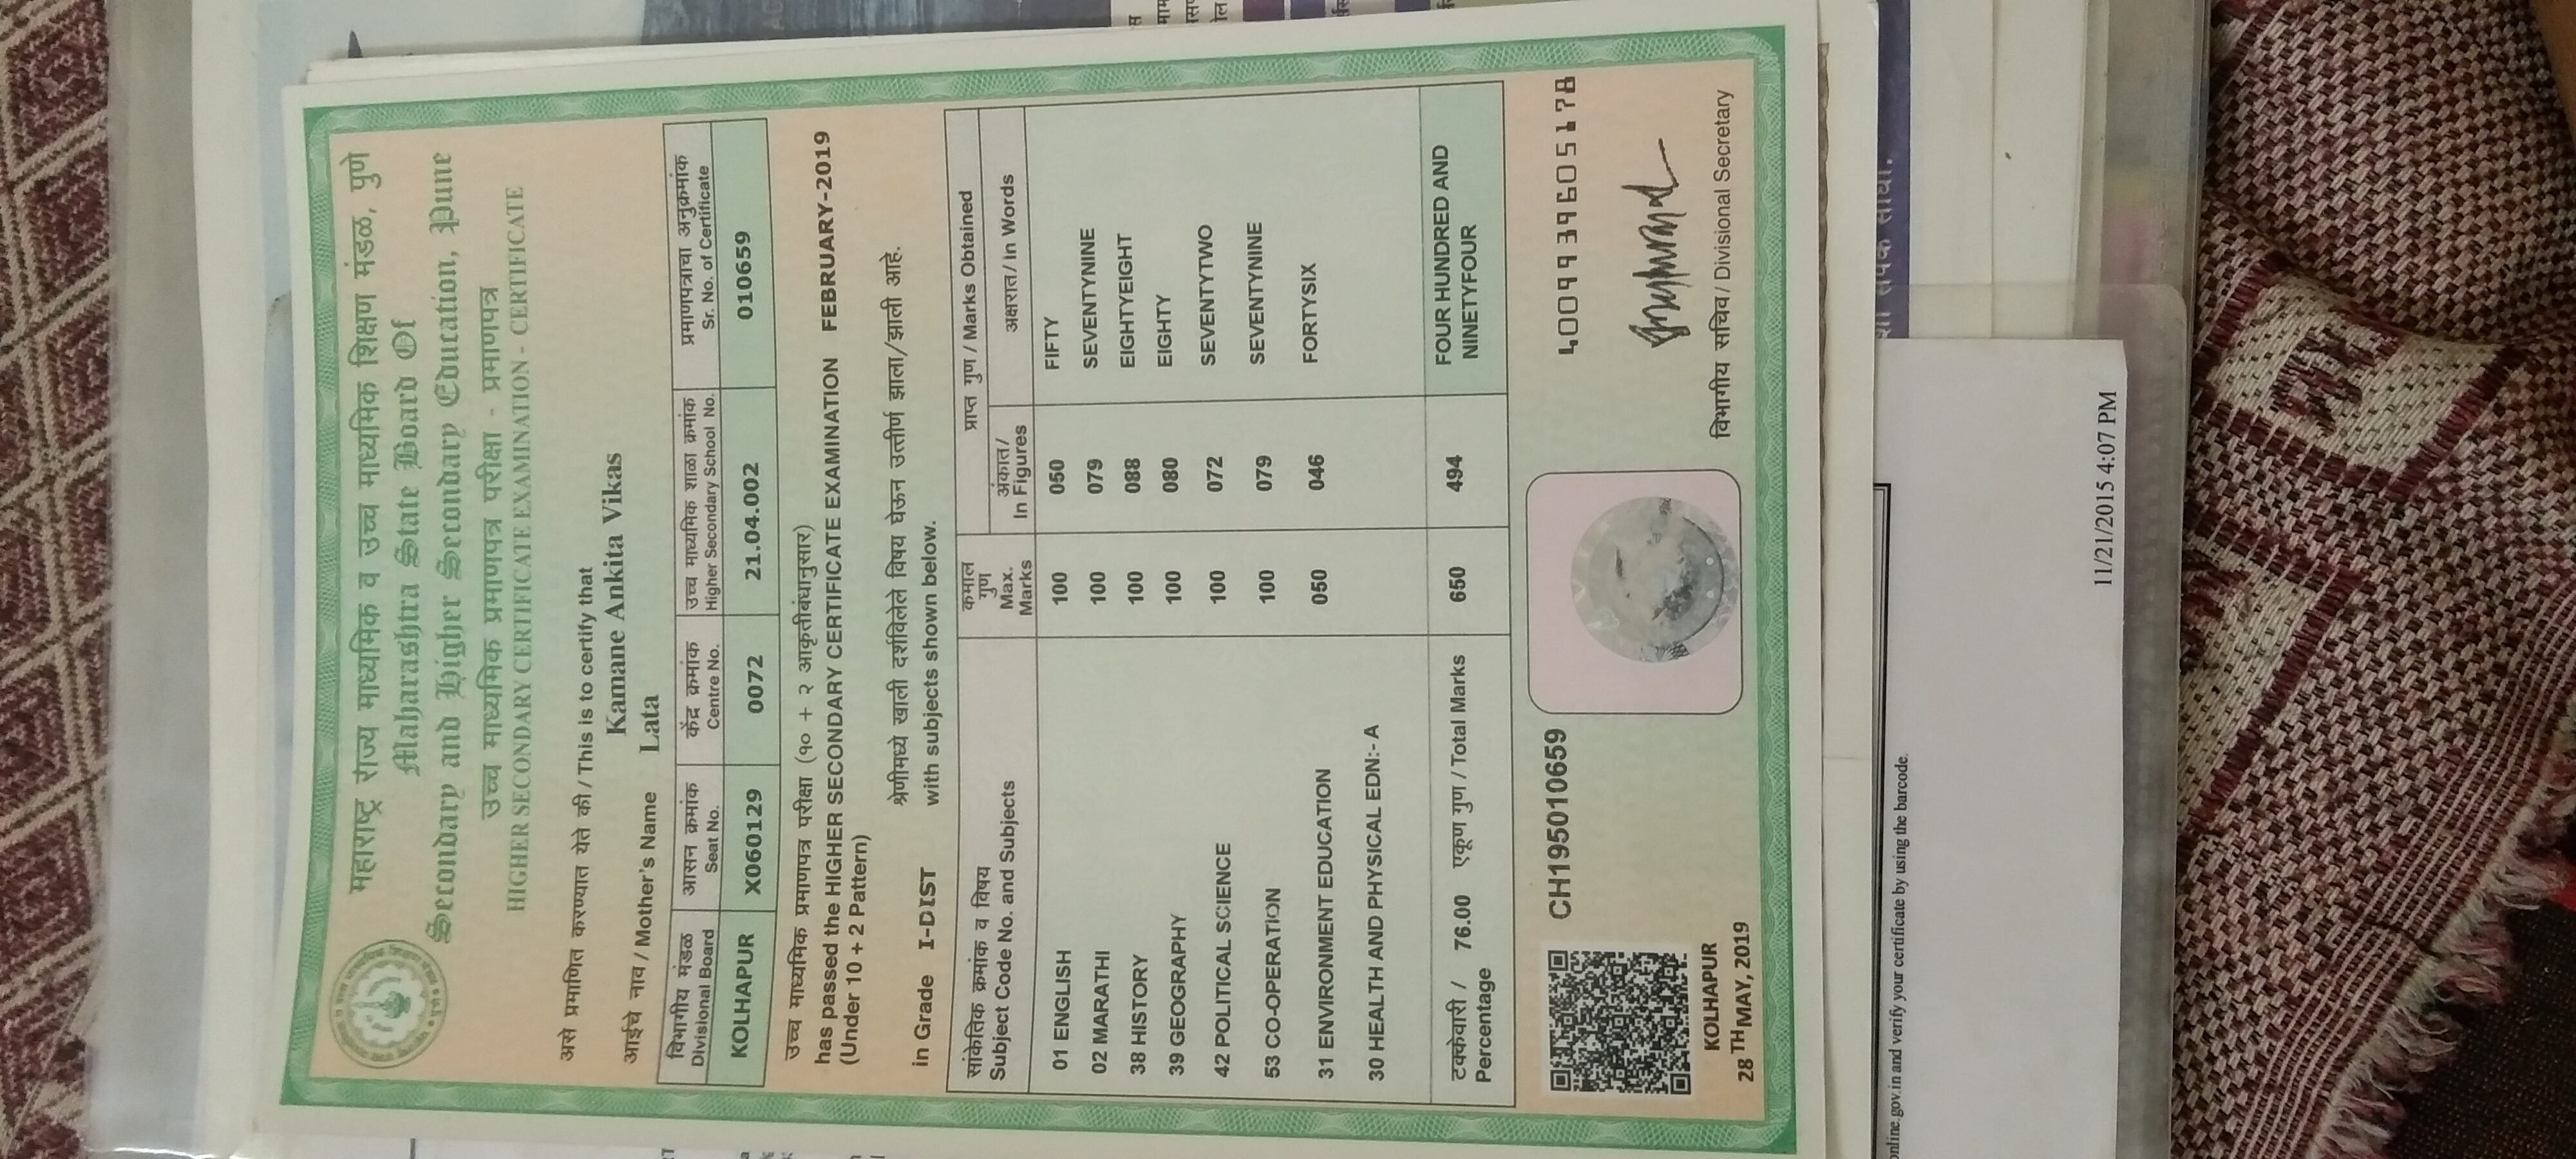 महाराष्ट्र राज्य माध्यमिक व उच्च माध्यमिक शिक्षण मंडळ, पुणे
Maharashtra State Board Of
Secondary and Higher Secondary Education, Pune
उच्च माध्यमिक प्रमाणपत्र परीक्षा - प्रमाणपत्र
HIGHER SECONDARY CERTIFICATE EXAMINATION - CERTIFICATE
असे प्रमाणित करण्यात येते की / This is to certify that
Kamane Ankita Vikas
आईचे नाव / Mother's Name Lata
विभागीय मंडळ आसन क्रमांक केंद्र क्रमांक उच्च माध्यमिक शाळा क्रमांक प्रमाणपत्राचा अनुक्रमांक
Divisional Board Seat No. Centre No. Higher Secondary School No. Sr. No. of Certificate
KOLHAPUR X060129 0072 21.04.002 010659
उच्च माध्यमिक प्रमाणपत्र परीक्षा (१० + २ आकृतीबंधानुसार)
has passed the HIGHER SECONDARY CERTIFICATE EXAMINATION FEBRUARY-2019
(Under 10 + 2 Pattern)
श्रेणीमध्ये खाली दर्शविलेले विषय घेऊन उत्तीर्ण झाला/झाली आहे.
in Grade I-DIST with subjects shown below.
सांकेतिक क्रमांक व विषय कमाल गुण प्राप्त गुण / Marks Obtained
Subject Code No. and Subjects Max. Marks अंकात/ In Figures अक्षरात/ In Words
01 ENGLISH 100 050 FIFTY
02 MARATHI 100 079 SEVENTYNINE
38 HISTORY 100 088 EIGHTYEIGHT
39 GEOGRAPHY 100 080 EIGHTY
42 POLITICAL SCIENCE 100 072 SEVENTYTWO
53 CO-OPERATION 100 079 SEVENTYNINE
31 ENVIRONMENT EDUCATION 050 046 FORTYSIX
30 HEALTH AND PHYSICAL EDN:- A
टक्केवारी / Percentage 76.00 एकूण गुण / Total Marks 650 494 FOUR HUNDRED AND
NINETYFOUR
CH195010659
4009939605178
KOLHAPUR
28 TH MAY, 2019
विभागीय सचिव/ Divisional Secretary
online.gov.in and verify your certificate by using the barcode.
11/21/2015 4:07 PM